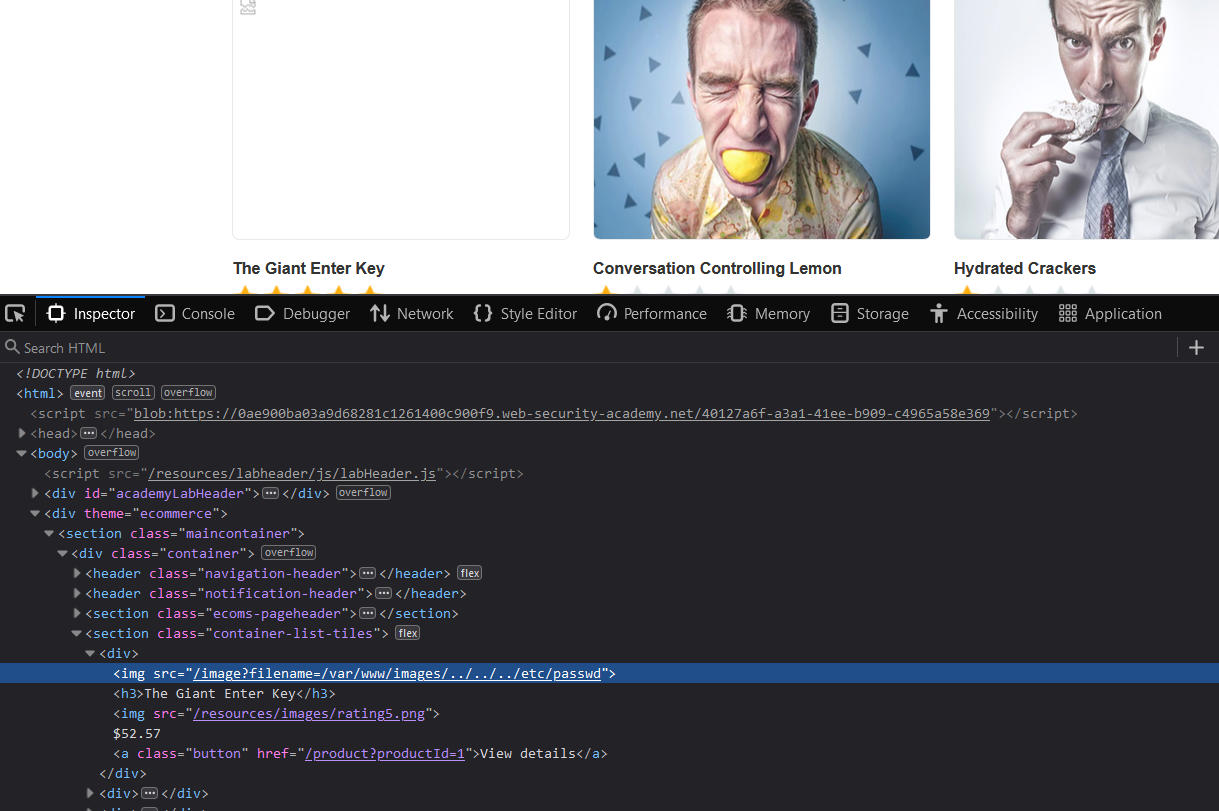 The Giant Enter Key
Conversation Controlling Lemon
Hydrated Crackers
Inspector Console Debugger Network Style Editor Performance Memory Storage Accessibility Application
Search HTML +
<!DOCTYPE html>
<html> event scroll overflow
<script src="blob:https://0ae900ba03a9d68281c1261400c900f9.web-security-academy.net/40127a6f-a3a1-41ee-b909-c4965a58e369"></script>
<head> ••• </head>
<body> overflow
<script src="/resources/labheader/js/labHeader.js"></script>
<div id="academyLabHeader"> ••• </div> overflow
<div theme="ecommerce">
<section class="maincontainer">
<div class="container"> overflow
<header class="navigation-header"> ••• </header> flex
<header class="notification-header"> ••• </header>
<section class="ecoms-pageheader"> ••• </section>
<section class="container-list-tiles"> flex
<div>
<img src="/image?filename=/var/www/images/../../../etc/passwd">
<h3>The Giant Enter Key</h3>
<img src="/resources/images/rating5.png">
$52.57
<a class="button" href="/product?productId=1">View details</a>
</div>
<div> ••• </div>